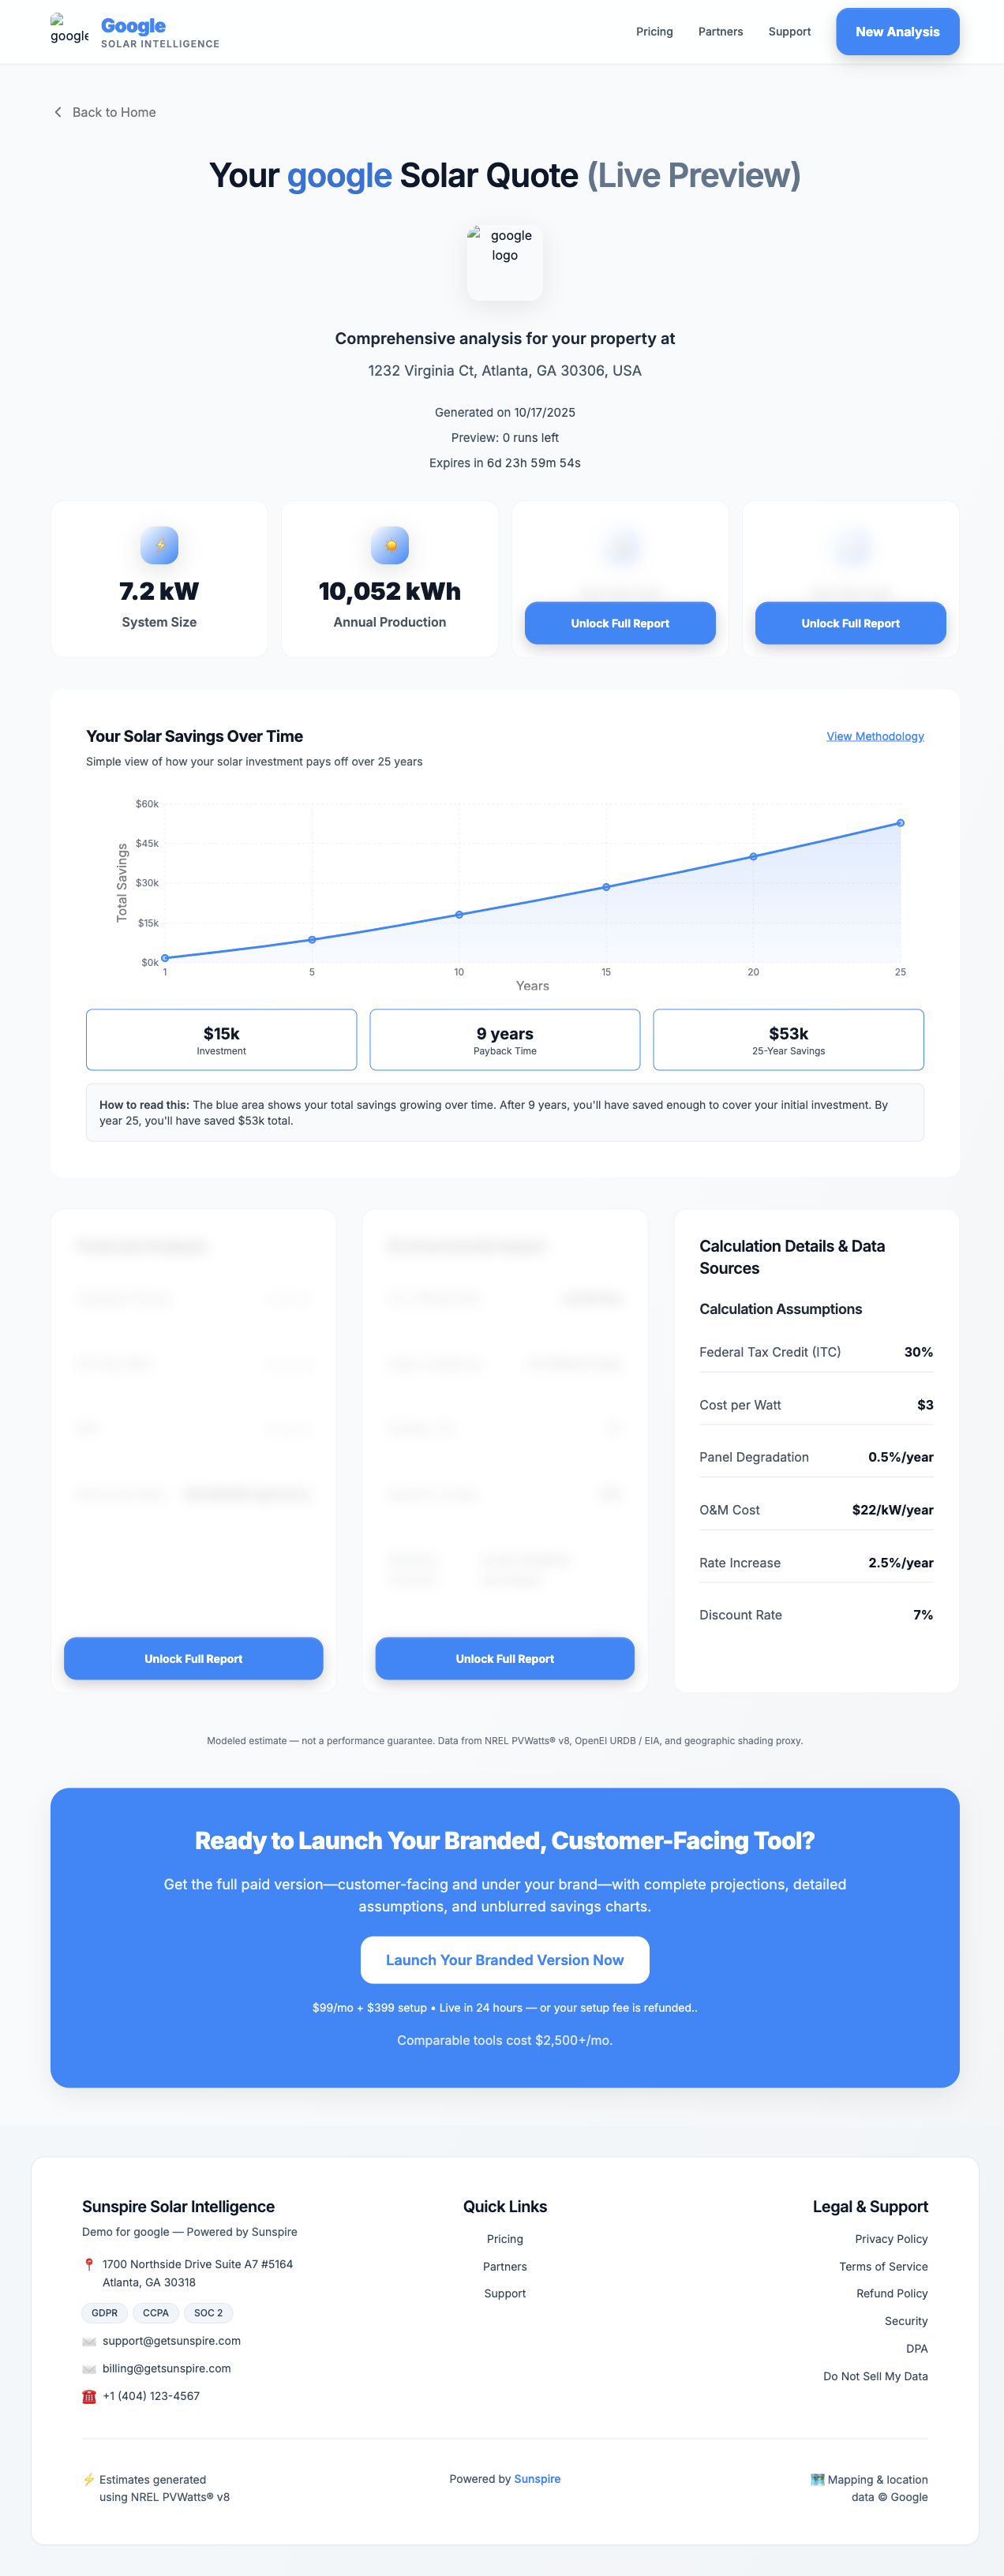 google
Google
SOLAR INTELLIGENCE
Pricing
Partners
Support
New Analysis
Back to Home
Your google Solar Quote (Live Preview)
google
logo
Comprehensive analysis for your property at
1232 Virginia Ct, Atlanta, GA 30306, USA
Generated on 10/17/2025
Preview: 0 runs left
Expires in 6d 23h 59m 54s
7.2 kW
System Size
10,052 kWh
Annual Production
Unlock Full Report
Unlock Full Report
Your Solar Savings Over Time
View Methodology
Simple view of how your solar investment pays off over 25 years
Total Savings
$60k
$45k
$30k
$15k
$0k
1
5
10
15
20
25
Years
$15k
Investment
9 years
Payback Time
$53k
25-Year Savings
How to read this: The blue area shows your total savings growing over time. After 9 years, you'll have saved enough to cover your initial investment. By
year 25, you'll have saved $53k total.
Unlock Full Report
Unlock Full Report
Calculation Details & Data
Sources
Calculation Assumptions
Federal Tax Credit (ITC) 30%
Cost per Watt $3
Panel Degradation 0.5%/year
O&M Cost $22/kW/year
Rate Increase 2.5%/year
Discount Rate 7%
Modeled estimate — not a performance guarantee. Data from NREL PVWatts® v8, OpenEI URDB / EIA, and geographic shading proxy.
Ready to Launch Your Branded, Customer-Facing Tool?
Get the full paid version—customer-facing and under your brand—with complete projections, detailed
assumptions, and unblurred savings charts.
Launch Your Branded Version Now
$99/mo + $399 setup • Live in 24 hours — or your setup fee is refunded..
Comparable tools cost $2,500+/mo.
Sunspire Solar Intelligence
Demo for google — Powered by Sunspire
1700 Northside Drive Suite A7 #5164
Atlanta, GA 30318
GDPR
CCPA
SOC 2
support@getsunspire.com
billing@getsunspire.com
+1 (404) 123-4567
Quick Links
Pricing
Partners
Support
Legal & Support
Privacy Policy
Terms of Service
Refund Policy
Security
DPA
Do Not Sell My Data
Estimates generated
using NREL PVWatts® v8
Powered by Sunspire
Mapping & location
data © Google